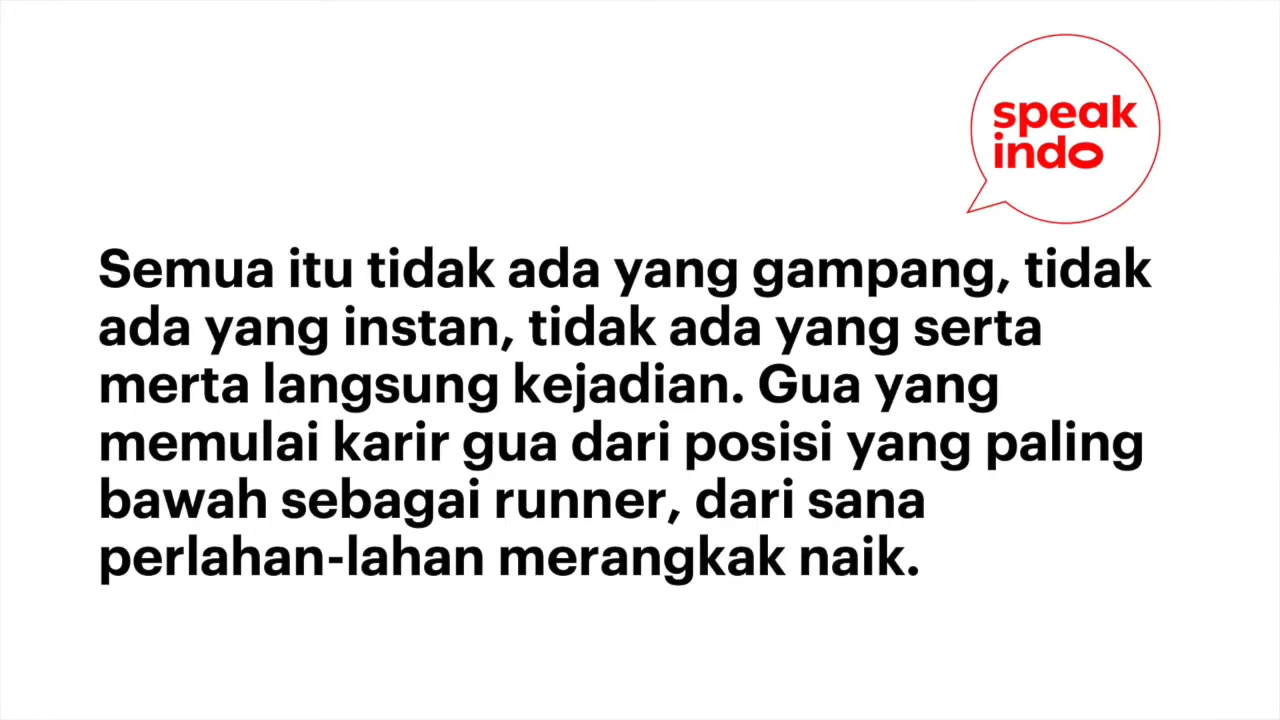 speak
indo
Semua itu tidak ada yang gampang, tidak
ada yang instan, tidak ada yang serta
merta langsung kejadian. Gua yang
memulai karir gua dari posisi yang paling
bawah sebagai runner, dari sana
perlahan-lahan merangkak naik.